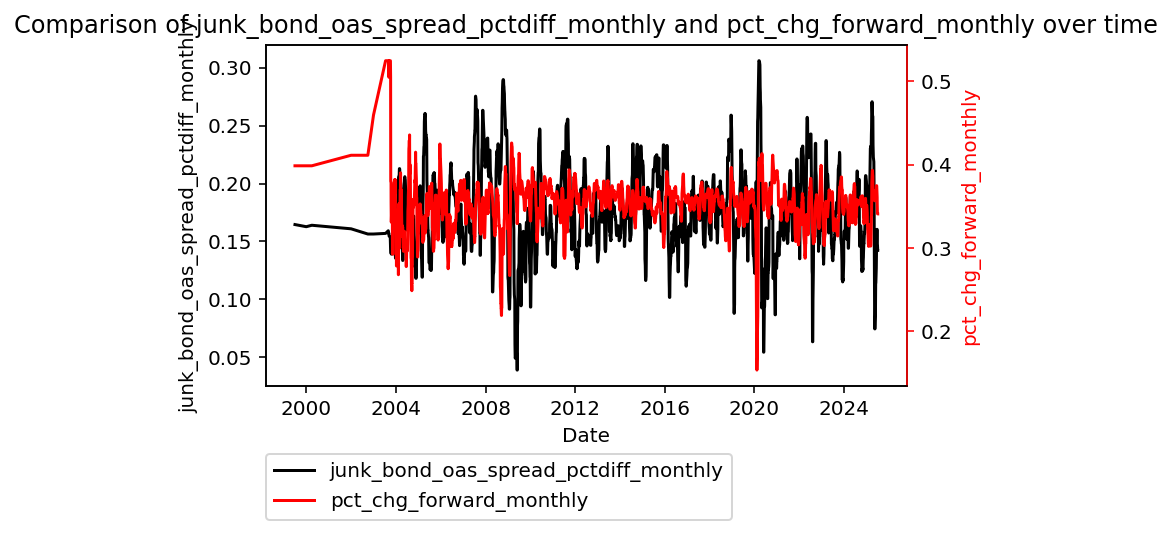 Comparison of junk_bond_oas_spread_pctdiff_monthly and pct_chg_forward_monthly over time
junk_bond_oas_spread_pctdiff_monthly
0.30
0.25
0.20
0.15
0.10
0.05
0.5
0.4
0.3
0.2
pct_chg_forward_monthly
2000 2004 2008 2012 2016 2020 2024
Date
junk_bond_oas_spread_pctdiff_monthly
pct_chg_forward_monthly